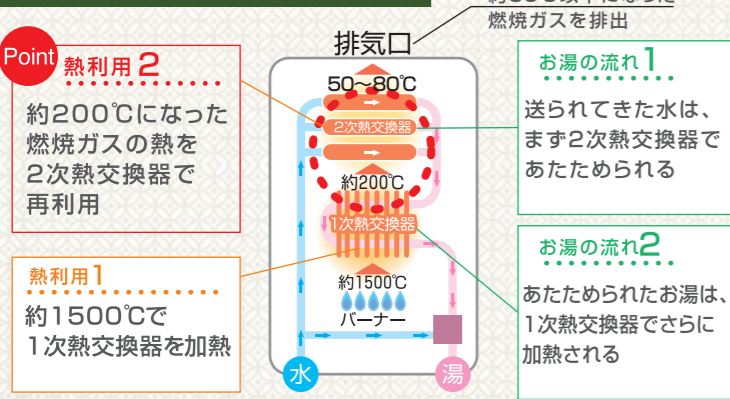 燃焼ガスを排出
排気口
Point
熱利用2
約200℃になった
燃焼ガスの熱を
2次熱交換器で
再利用
熱利用1
約1500℃で
1次熱交換器を加熱
50〜80℃
2次熱交換器
約200℃
1次熱交換器
約1500℃
バーナー
水
湯
お湯の流れ1
送られてきた水は、
まず2次熱交換器で
あたためられる
お湯の流れ2
あたためられたお湯は、
1次熱交換器でさらに
加熱される